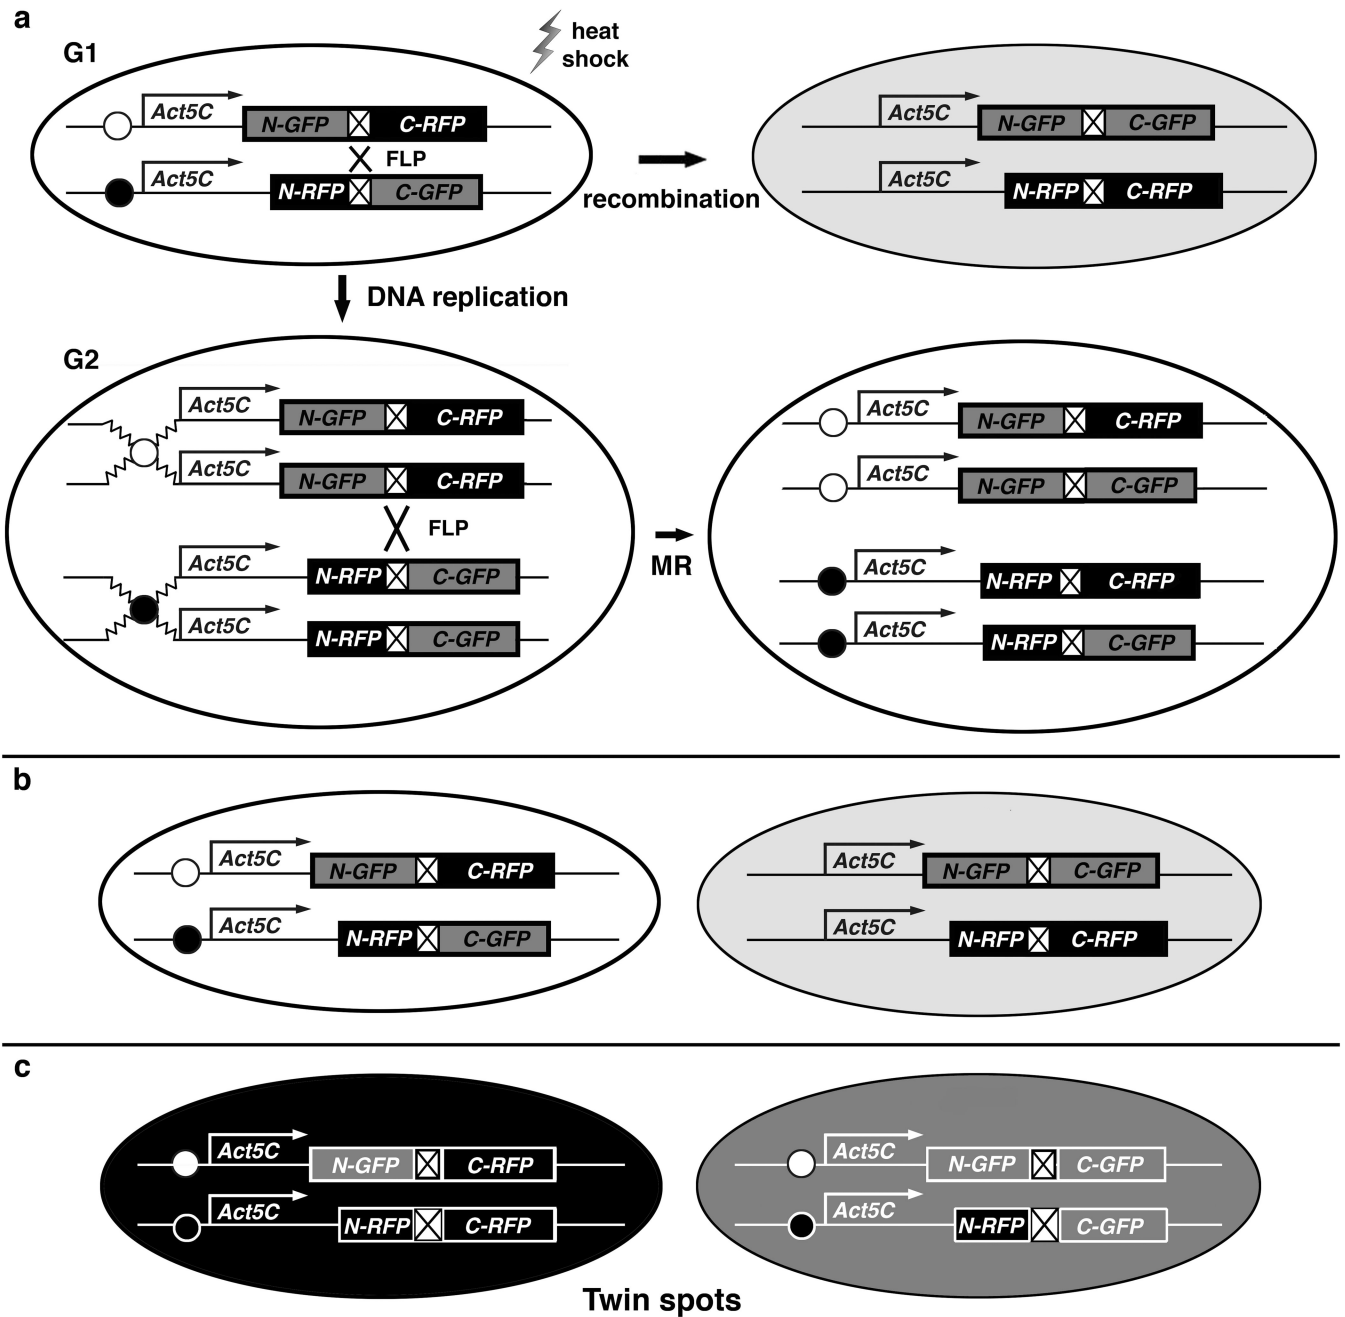 a
G1
heat
shock
Act5C
N-GFP C-RFP
FLP
Act5C
N-RFP C-GFP
recombination
Act5C
N-GFP C-GFP
Act5C
N-RFP C-RFP
DNA replication
G2
Act5C
N-GFP C-RFP
Act5C
N-GFP C-RFP
FLP
Act5C
N-RFP C-GFP
Act5C
N-RFP C-GFP
MR
Act5C
N-GFP C-RFP
Act5C
N-GFP C-GFP
Act5C
N-RFP C-RFP
Act5C
N-RFP C-GFP
b
Act5C
N-GFP C-RFP
Act5C
N-RFP C-GFP
Act5C
N-GFP C-GFP
Act5C
N-RFP C-RFP
c
Act5C
N-GFP C-RFP
Act5C
N-RFP C-RFP
Act5C
N-GFP C-GFP
Act5C
N-RFP C-GFP
Twin spots